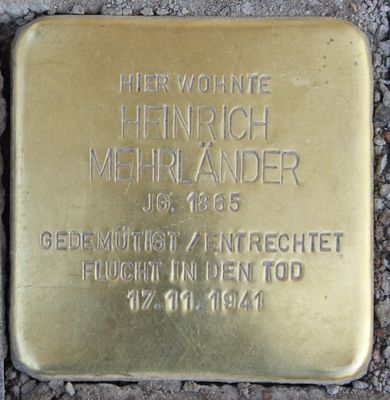 HIER WOHNTE
HEINRICH
MEHRLÄNDER
JG. 1865
GEDEMÜTIGT / ENTRECHTET
FLUCHT IN DEN TOD
17.11.1941